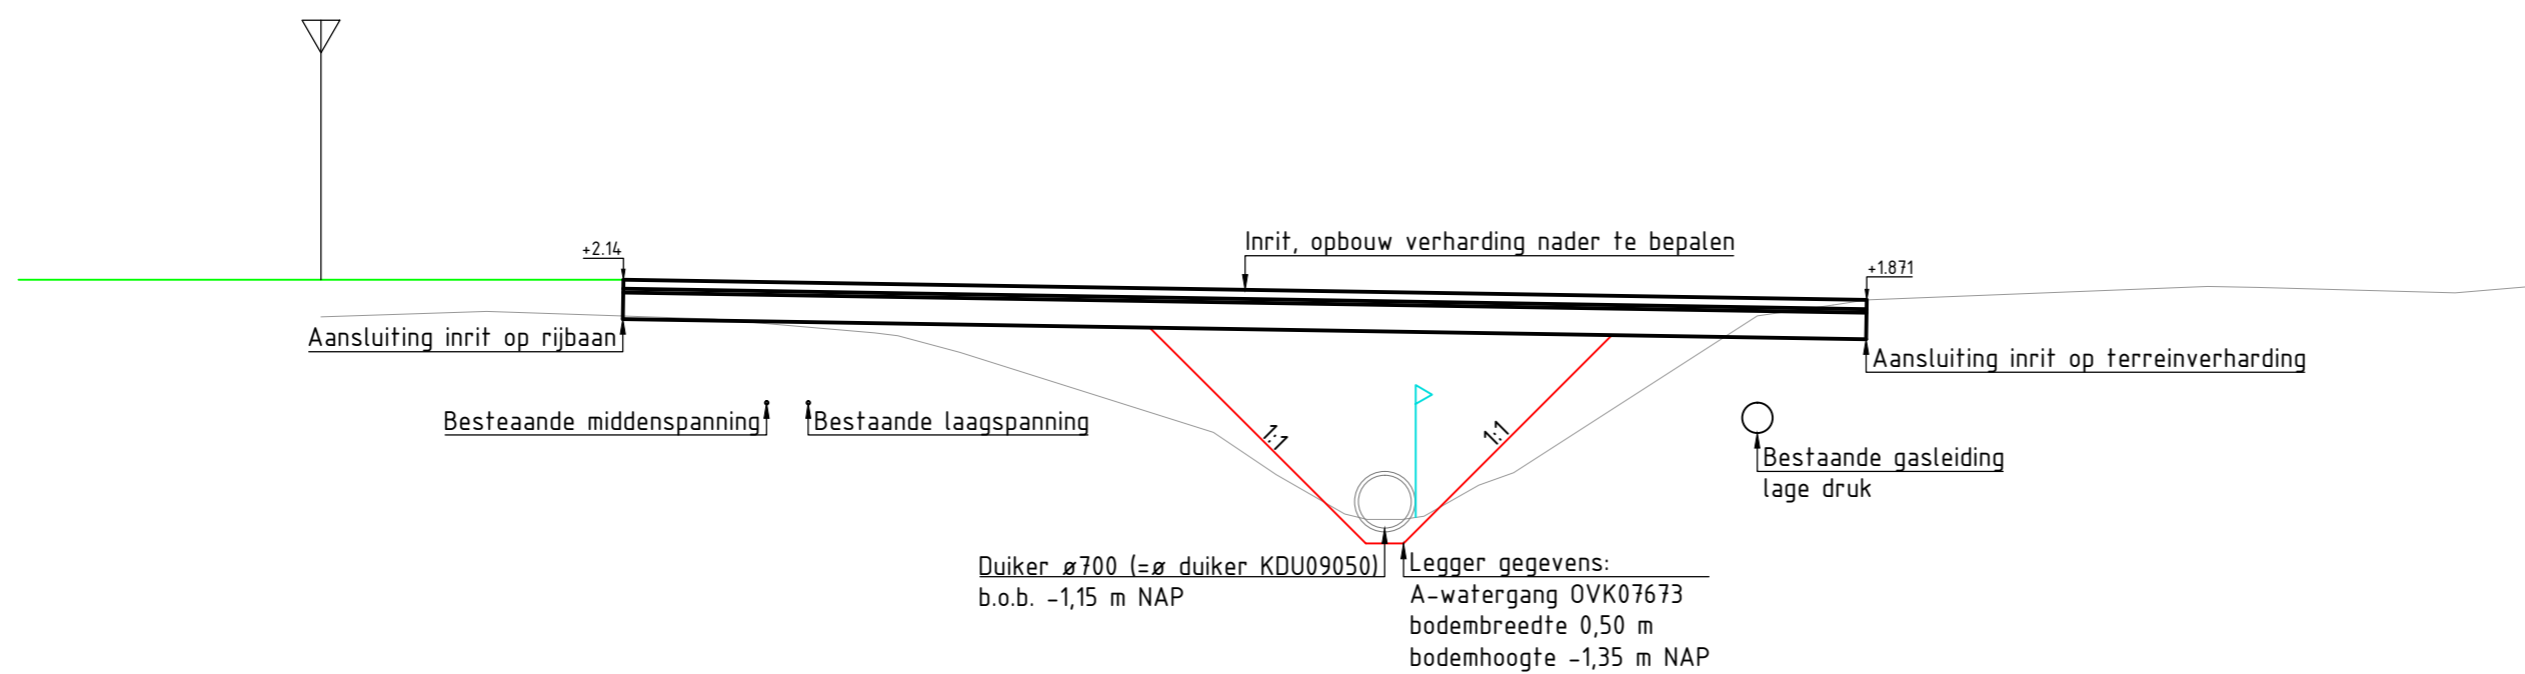 Inrit, opbouw verharding nader te bepalen
+2.14
+1.871
Aansluiting inrit op rijbaan
Aansluiting inrit op terreinverharding
Besteaande middenspanning
Bestaande laagspanning
1:1
1:1
Bestaande gasleiding
lage druk
Duiker ø700 (=ø duiker KDU09050)
b.o.b. -1,15 m NAP
Legger gegevens:
A-watergang OVK07673
bodembreedte 0,50 m
bodemhoogte -1,35 m NAP